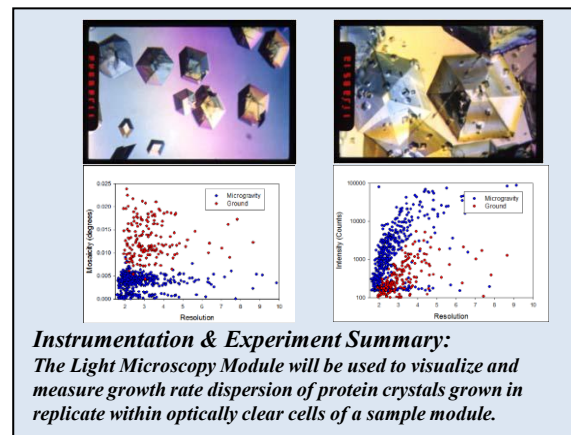 0.025
0.020
0.015
0.010
0.005
0.000
Mosaicity (degrees)
Microgravity
Ground
2 3 4 5 6 7 8 9 10
Resolution
100000
10000
1000
100
Intensity (Counts)
Microgravity
Ground
2 3 4 5 6 7 8 9 10
Resolution
Instrumentation & Experiment Summary:
The Light Microscopy Module will be used to visualize and
measure growth rate dispersion of protein crystals grown in
replicate within optically clear cells of a sample module.